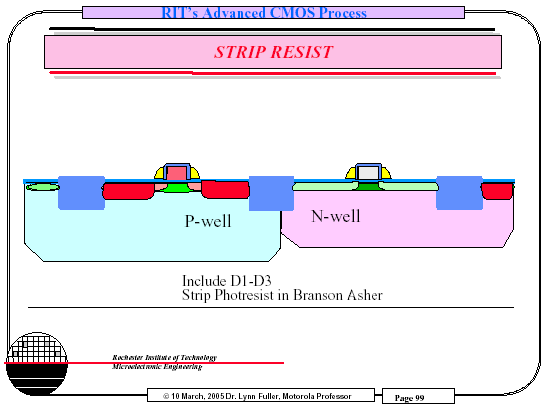 RIT's Advanced CMOS Process
STRIP RESIST
P-well
N-well
Include D1-D3
Strip Photresist in Branson Asher
Rochester Institute of Technology
Microelectronic Engineering
© 10 March, 2005 Dr. Lynn Fuller, Motorola Professor
Page 99